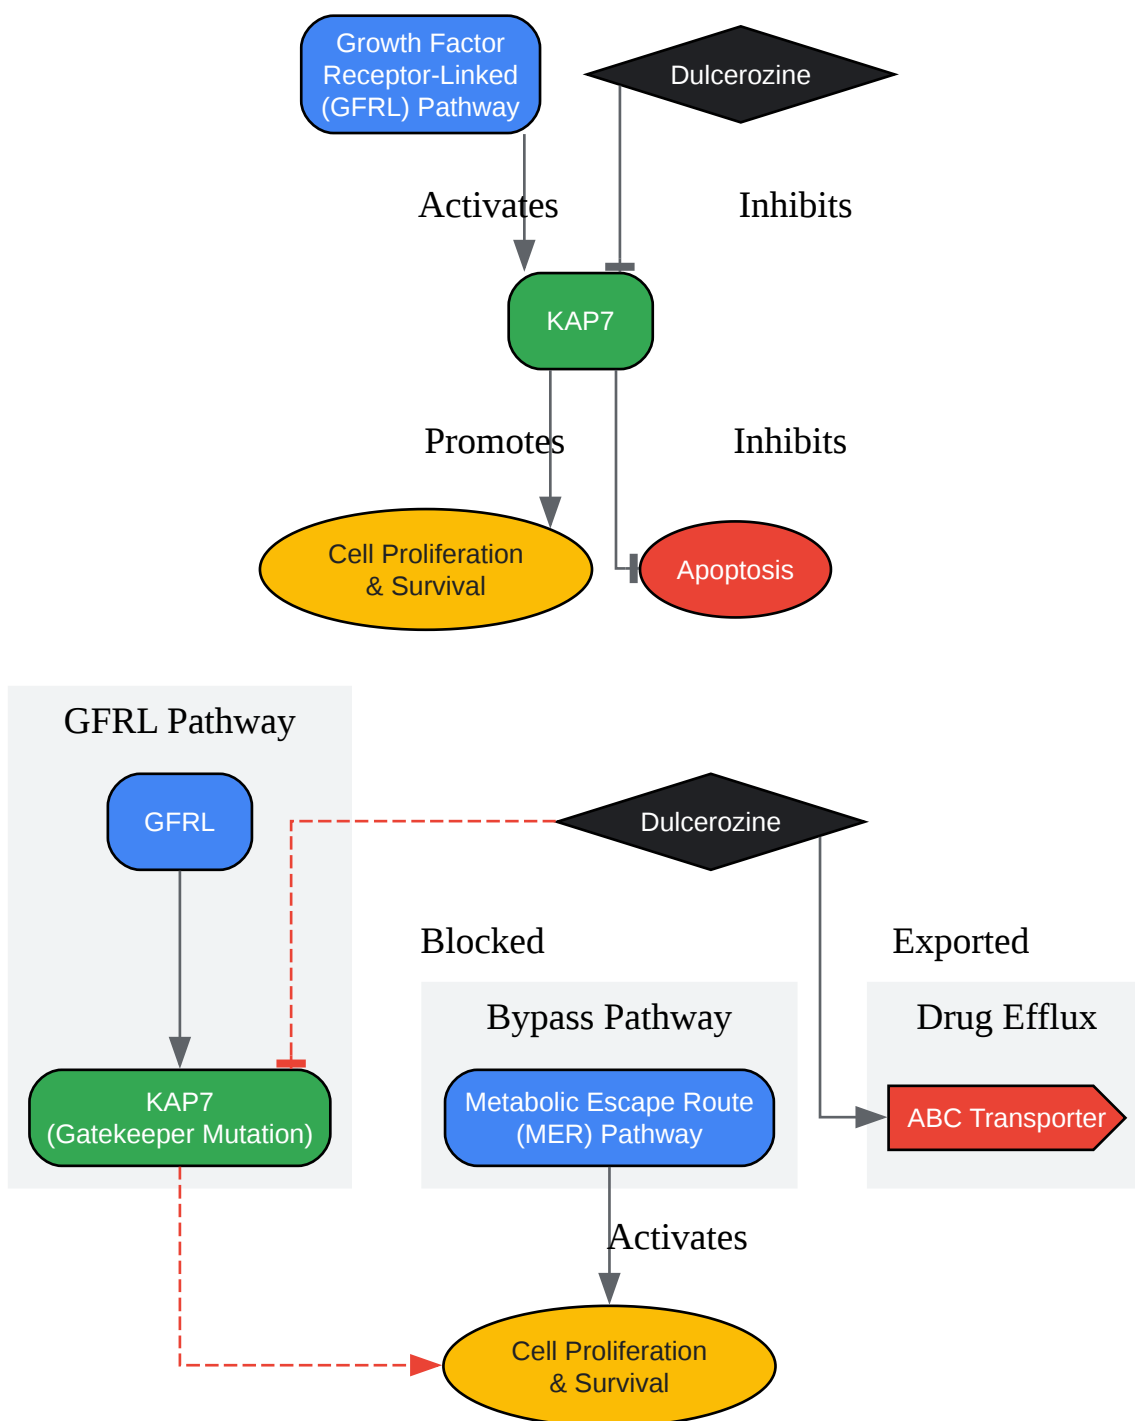 Growth Factor
Receptor-Linked
(GFRL) Pathway
Dulcerozine
Activates
Inhibits
KAP7
Promotes
Inhibits
Cell Proliferation
& Survival
Apoptosis
GFRL Pathway
GFRL
Dulcerozine
Blocked
Exported
Bypass Pathway
Drug Efflux
KAP7
(Gatekeeper Mutation)
Metabolic Escape Route
(MER) Pathway
ABC Transporter
Activates
Cell Proliferation
& Survival